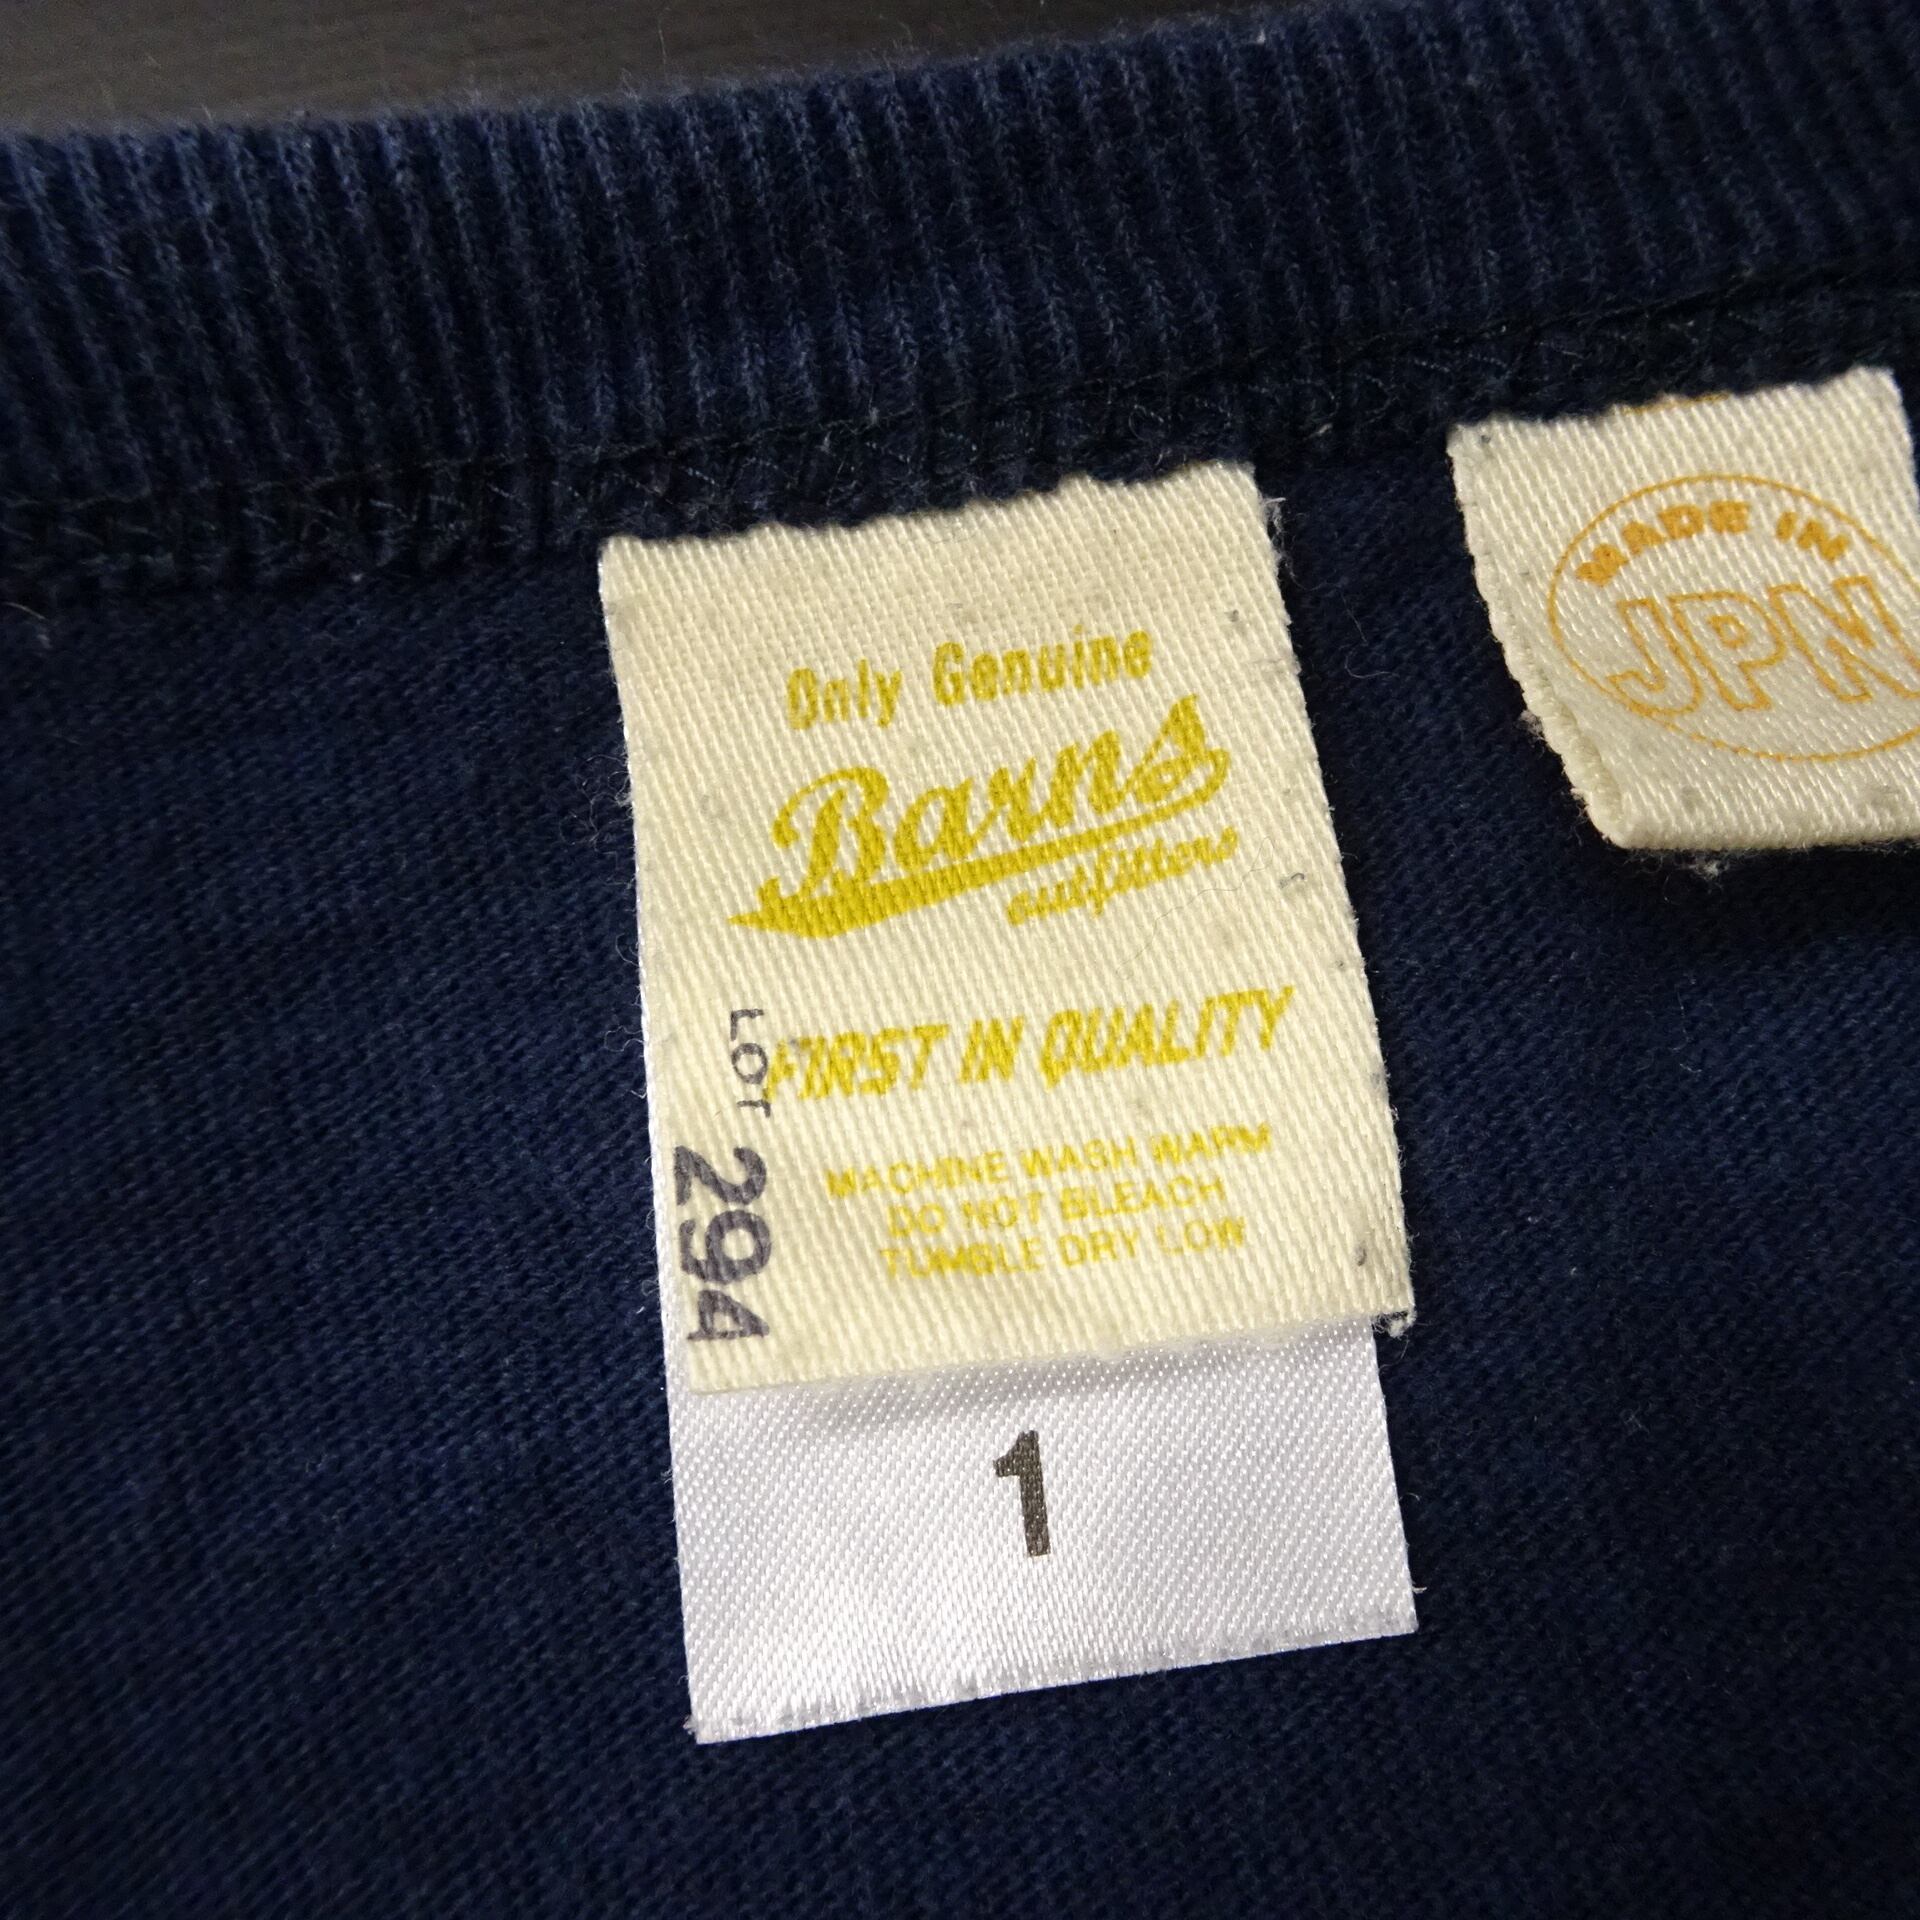 Only Genuine
Barns
outfitters
FIRST IN QUALITY
LOT 294
MACHINE WASH WARM
DO NOT BLEACH
TUMBLE DRY LOW
1
MADE IN
JPN